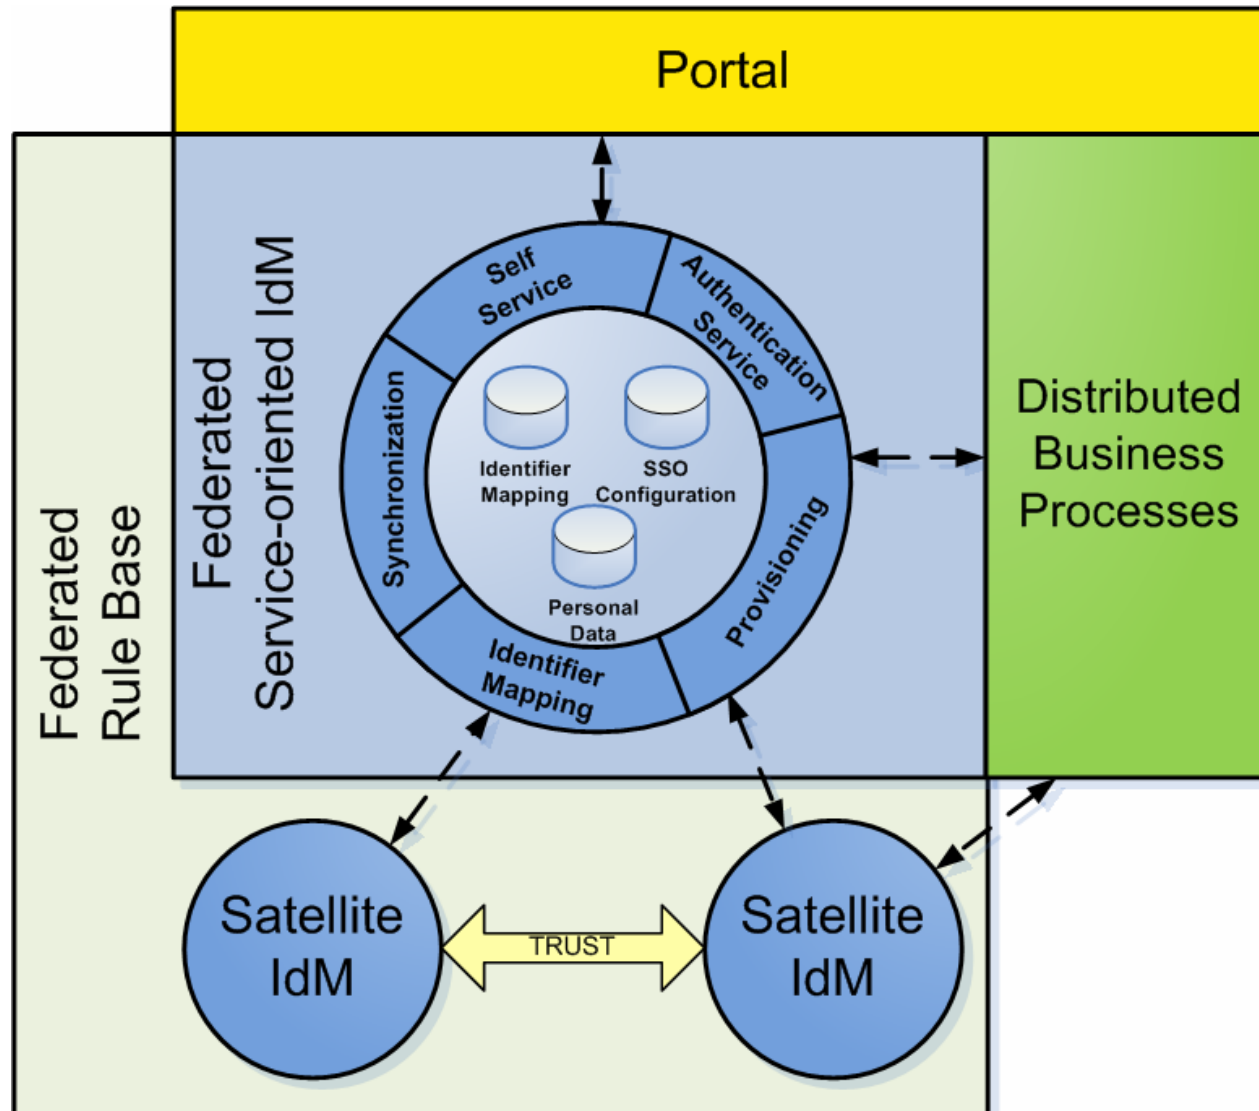 Portal
Federated
Rule Base
Federated
Service-oriented IdM
Self
Service
Authentication
Service
Synchronization
Provisioning
Identifier
Mapping
Identifier
Mapping
SSO
Configuration
Personal
Data
Distributed
Business
Processes
Satellite
IdM
TRUST
Satellite
IdM